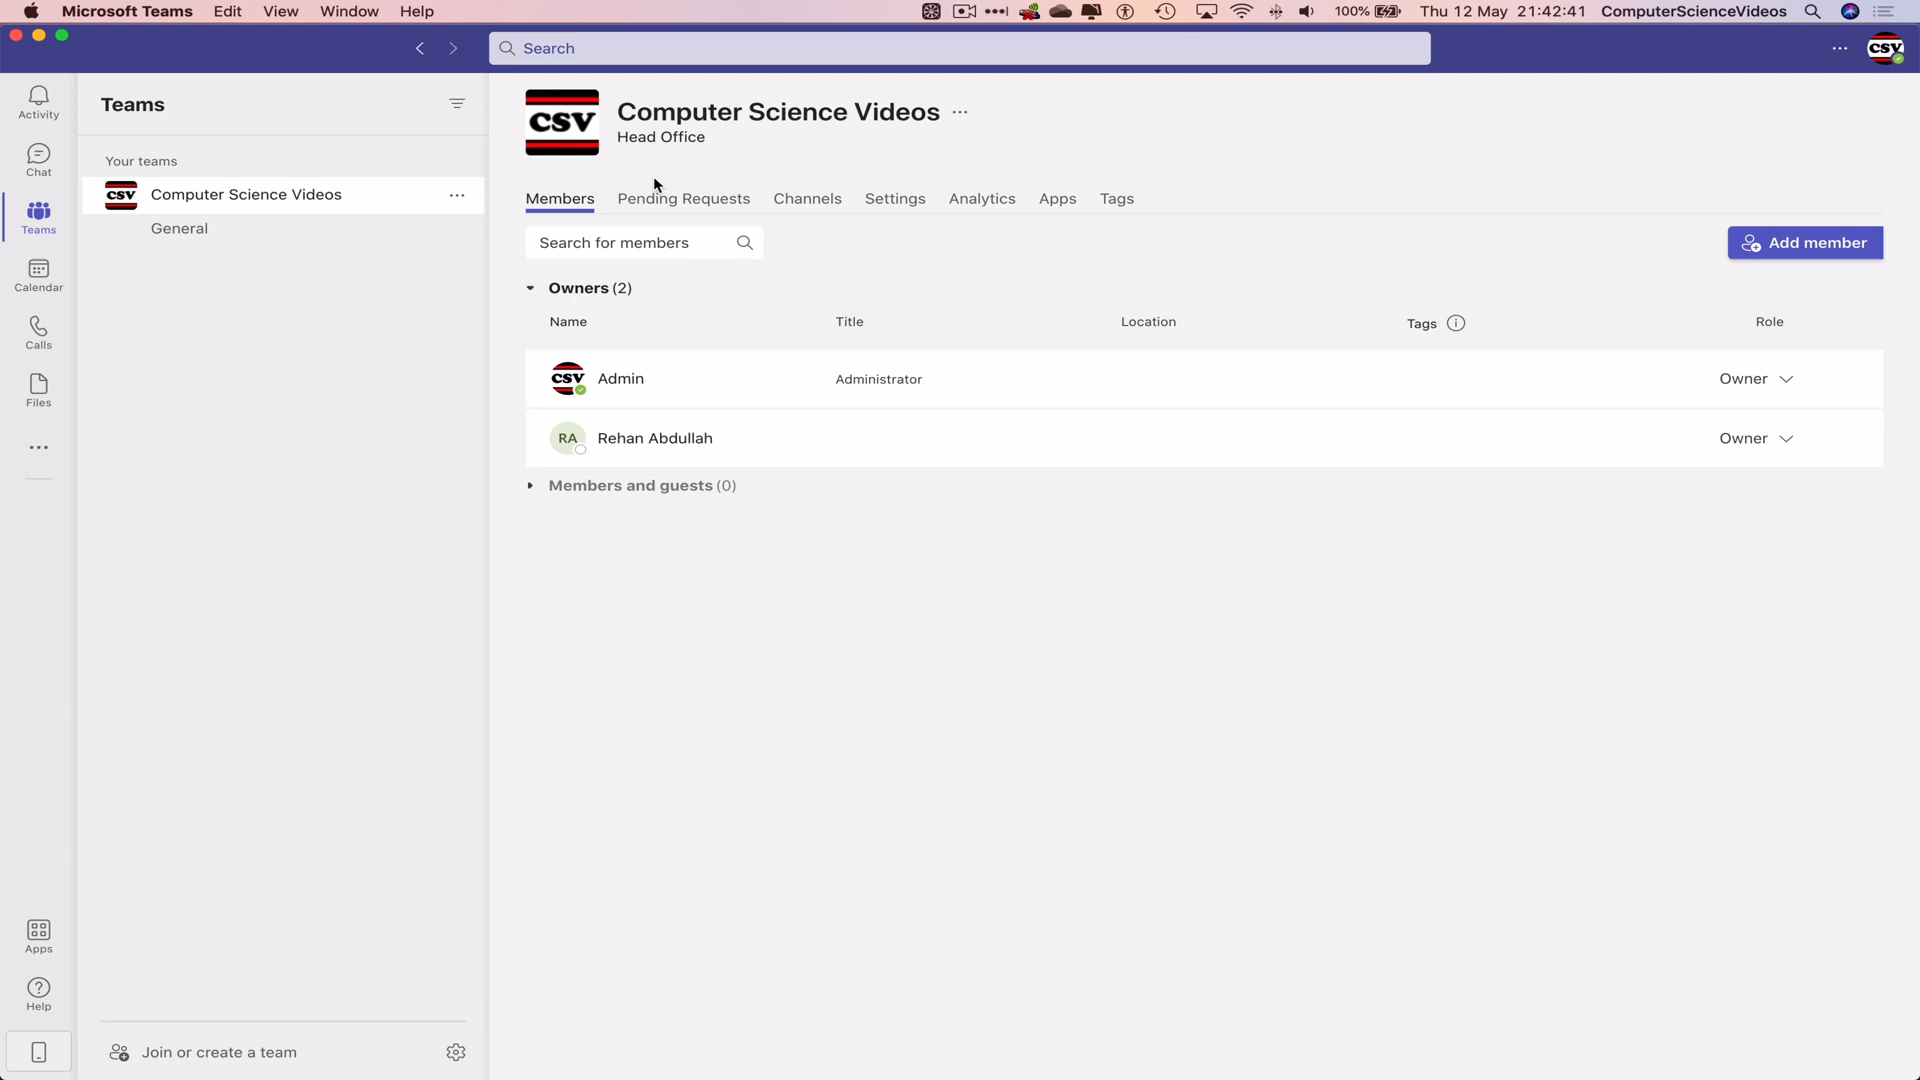 Microsoft Teams Edit View Window Help 100% Thu 12 May 21:42:41 ComputerScienceVideos
Search
CSV
Activity
Chat
Teams
Calendar
Calls
Files
Apps
Help
Teams
Your teams
CSV Computer Science Videos
General
Join or create a team
CSV
Computer Science Videos
Head Office
Members Pending Requests Channels Settings Analytics Apps Tags
Search for members
Add member
Owners (2)
Name Title Location Tags Role
CSV Admin Administrator Owner
RA Rehan Abdullah Owner
Members and guests (0)